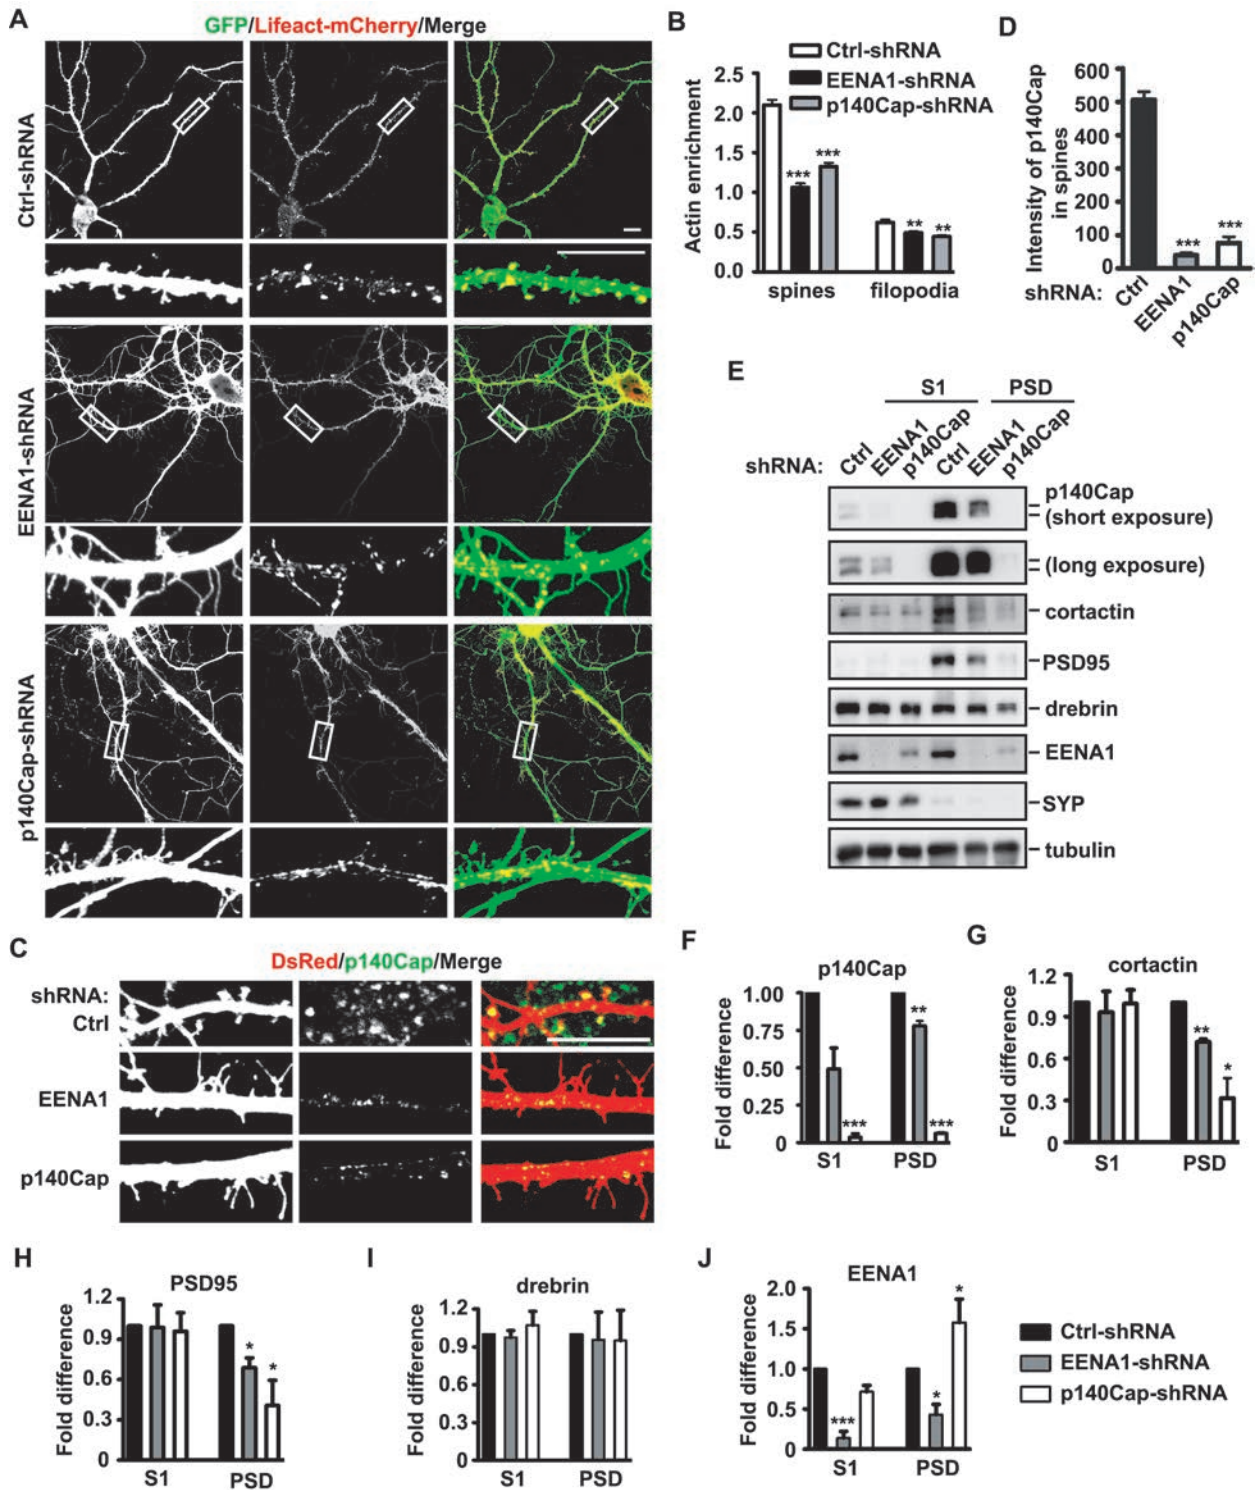 A
GFP/Lifeact-mCherry/Merge
Ctrl-shRNA
EENA1-shRNA
p140Cap-shRNA
B
Ctrl-shRNA
EENA1-shRNA
p140Cap-shRNA
Actin enrichment
2.5
2.0
1.5
1.0
0.5
0.0
***
***
**
**
spines
filopodia
D
Intensity of p140Cap
in spines
600
500
400
300
200
100
0
***
***
shRNA:
Ctrl
EENA1
p140Cap
E
S1
PSD
shRNA:
Ctrl
EENA1
p140Cap
Ctrl
EENA1
p140Cap
p140Cap
(short exposure)
(long exposure)
cortactin
PSD95
drebrin
EENA1
SYP
tubulin
C
DsRed/p140Cap/Merge
shRNA:
Ctrl
EENA1
p140Cap
F
p140Cap
Fold difference
1.00
0.75
0.50
0.25
0
***
**
***
S1
PSD
G
cortactin
Fold difference
1.2
0.9
0.6
0.3
0
**
*
S1
PSD
H
PSD95
Fold difference
1.2
0.9
0.6
0.3
0
*
*
S1
PSD
I
drebrin
Fold difference
1.2
0.9
0.6
0.3
0
S1
PSD
J
EENA1
Fold difference
2.0
1.5
1.0
0.5
0
***
*
*
S1
PSD
Ctrl-shRNA
EENA1-shRNA
p140Cap-shRNA